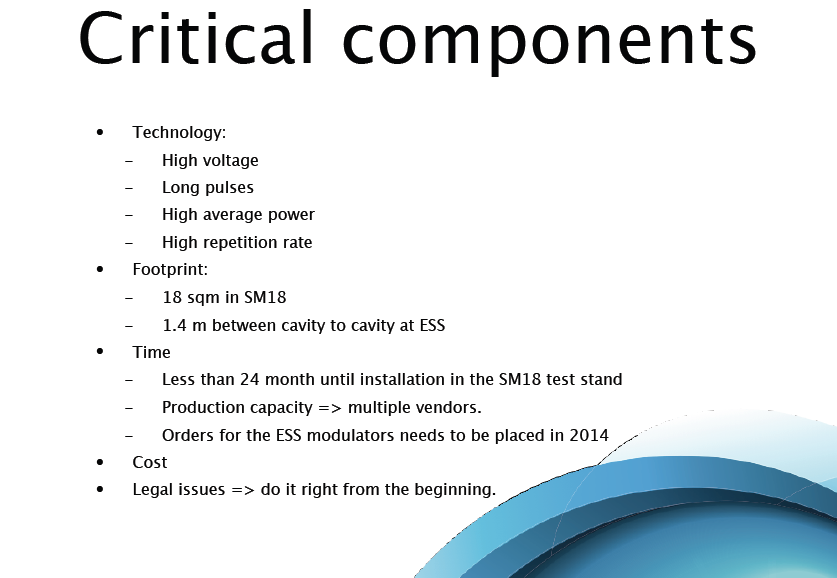 Critical components
• Technology:
– High voltage
– Long pulses
– High average power
– High repetition rate
• Footprint:
– 18 sqm in SM18
– 1.4 m between cavity to cavity at ESS
• Time
– Less than 24 month until installation in the SM18 test stand
– Production capacity => multiple vendors.
– Orders for the ESS modulators needs to be placed in 2014
• Cost
• Legal issues => do it right from the beginning.